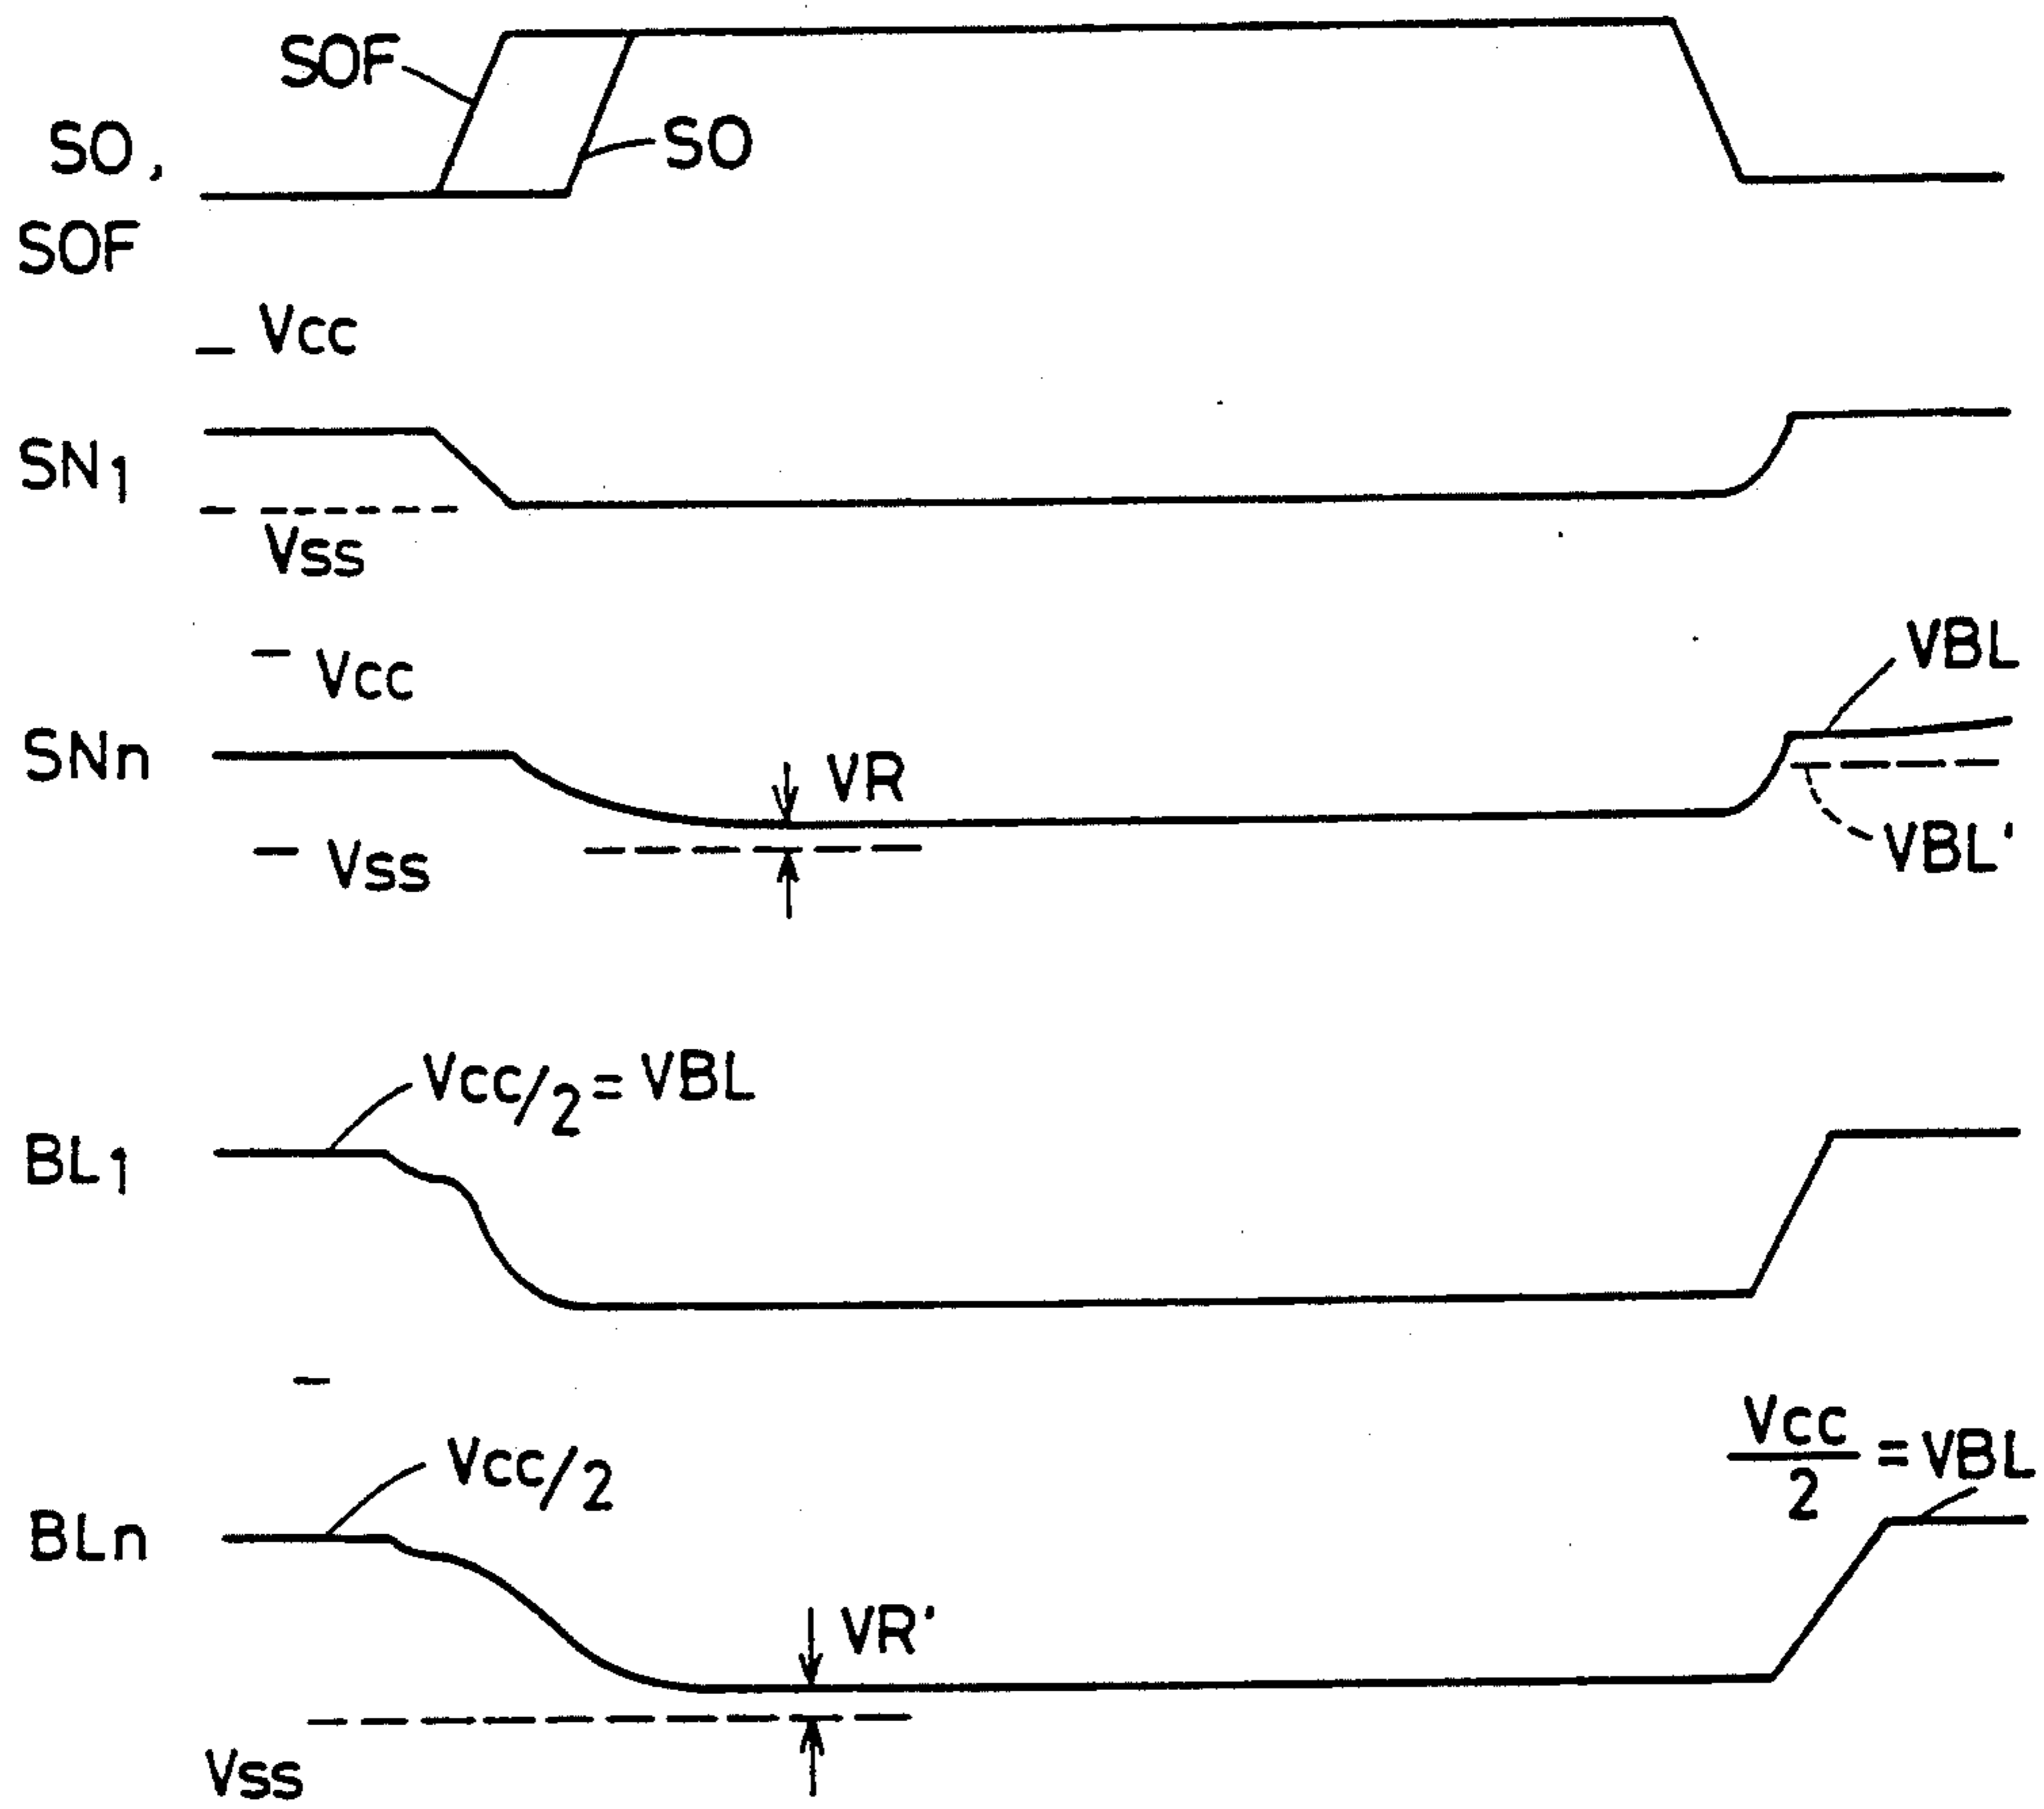 SOF
SO
SO,
SOF
Vcc
SN1
Vss
Vcc
VBL
SNn
VR
Vss
VBL'
Vcc/2=VBL
BL1
Vcc/2
Vcc/2 =VBL
BLn
VR'
Vss